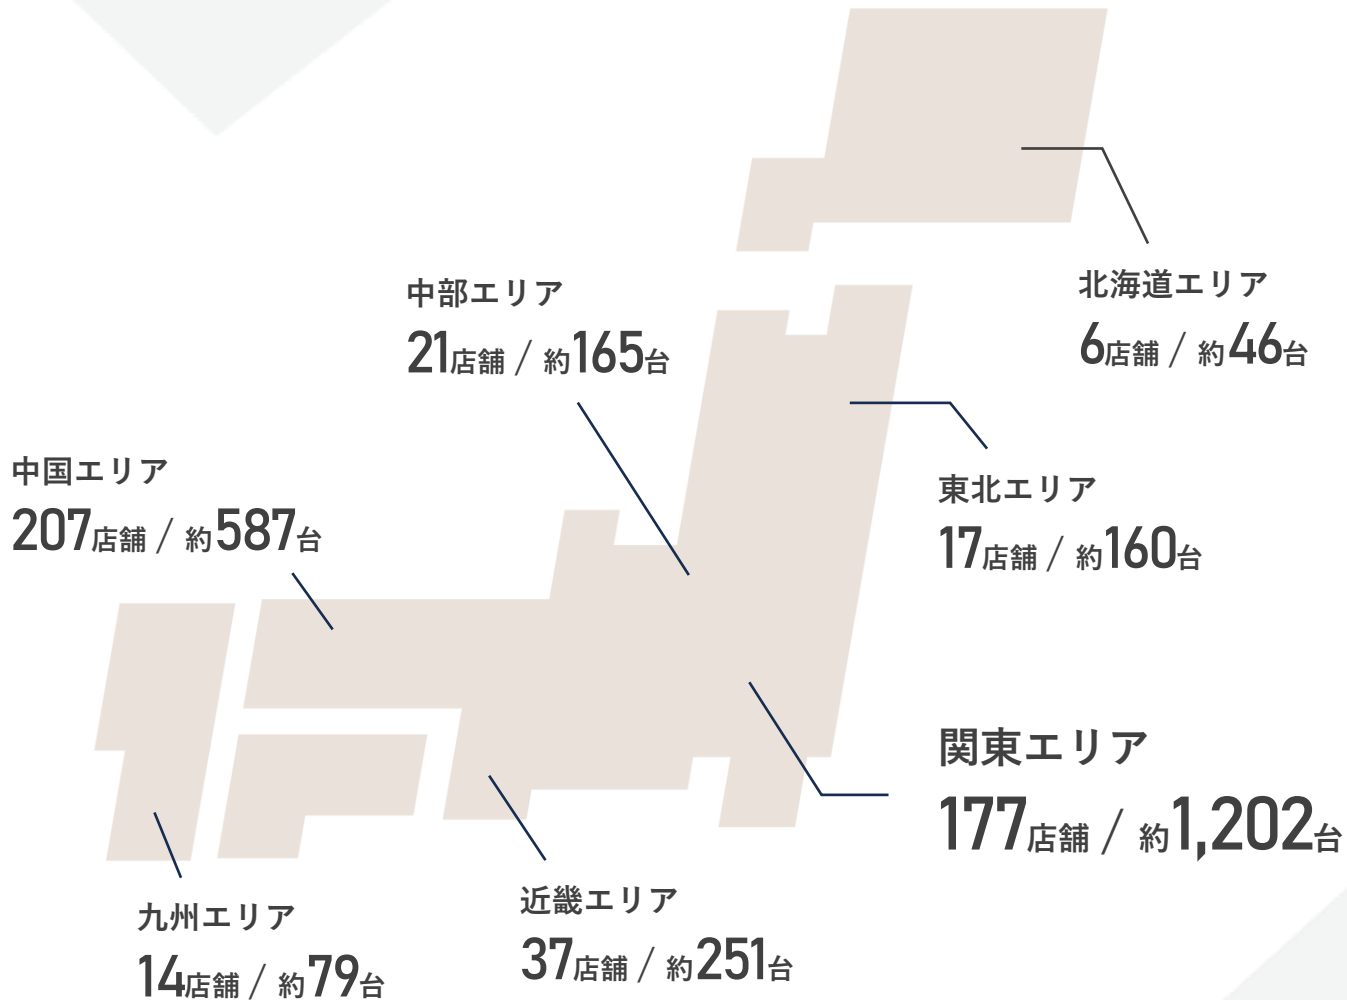 北海道エリア
6店舗 / 約46台
中部エリア
21店舗 / 約165台
東北エリア
17店舗 / 約160台
中国エリア
207店舗 / 約587台
関東エリア
177店舗 / 約1,202台
近畿エリア
37店舗 / 約251台
九州エリア
14店舗 / 約79台